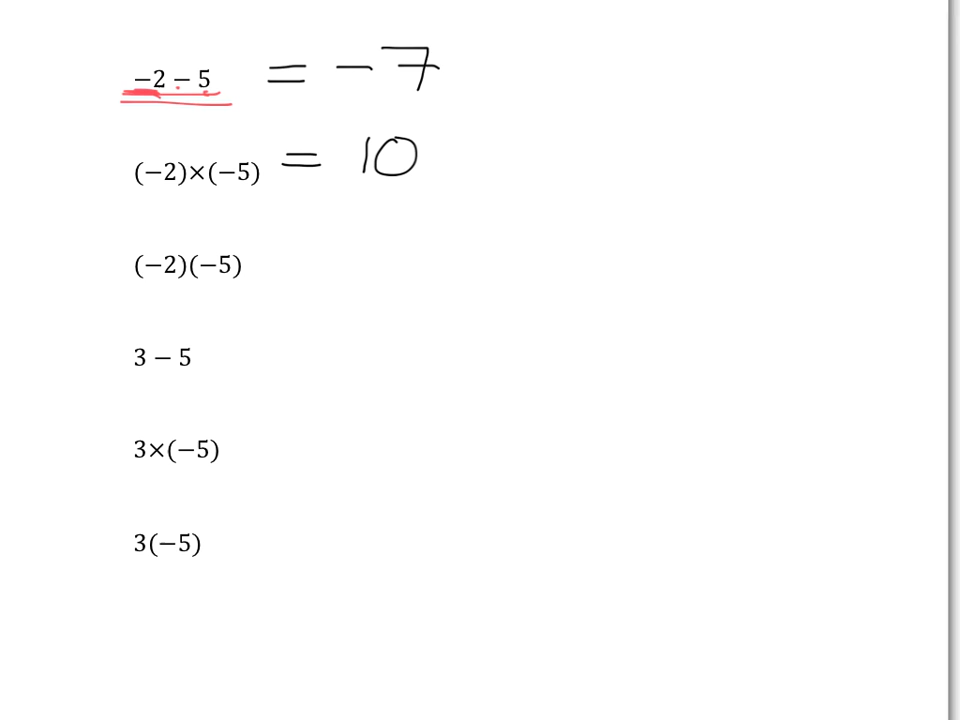 −2 − 5 = −7
(−2)×(−5) = 10
(−2)(−5)
3 − 5
3×(−5)
3(−5)